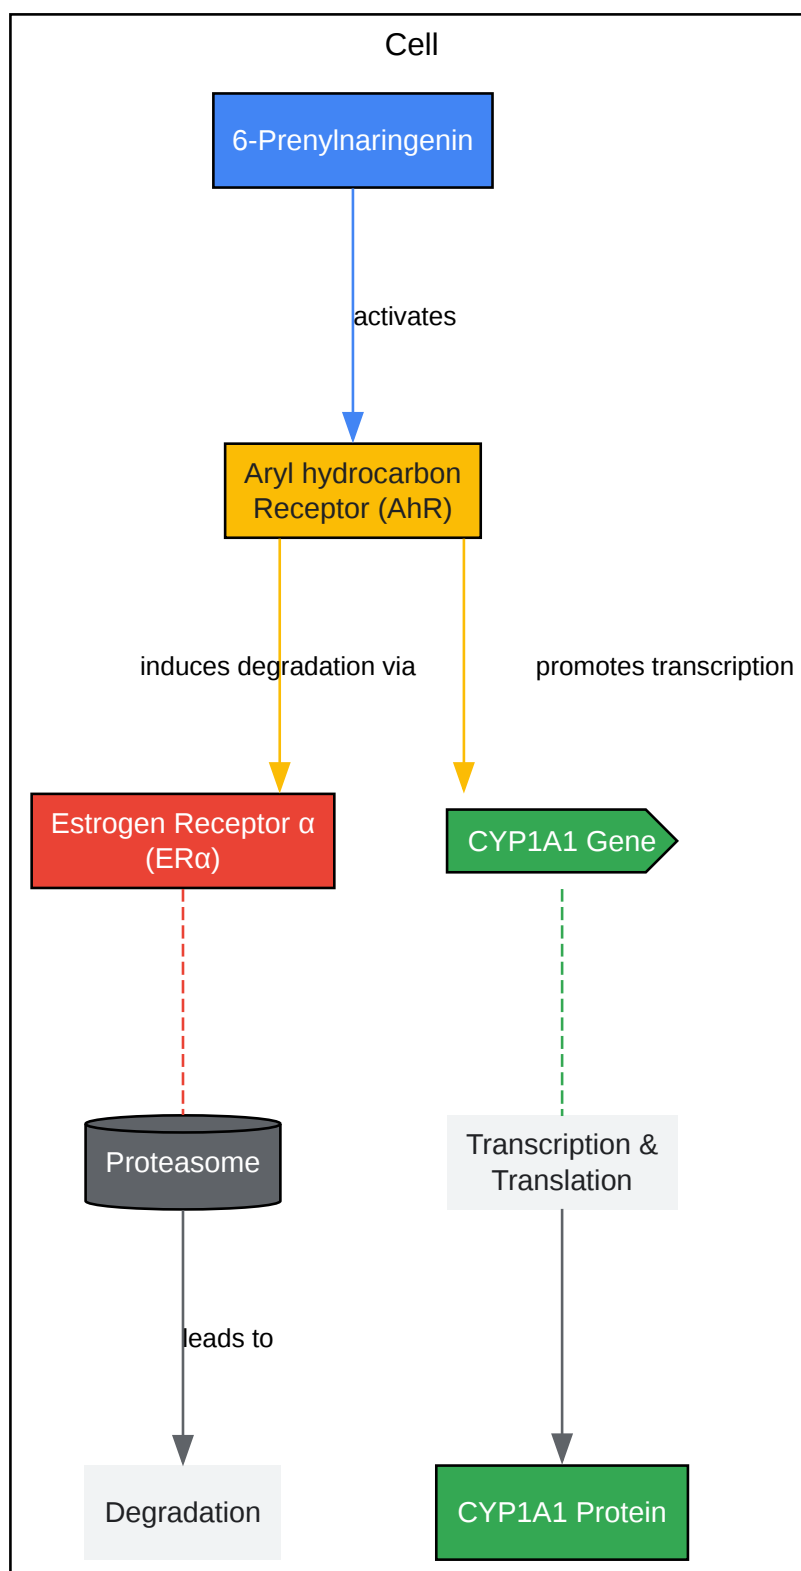 Cell
6-Prenylnaringenin
activates
Aryl hydrocarbon
Receptor (AhR)
induces degradation via
promotes transcription
Estrogen Receptor α
(ERα)
CYP1A1 Gene
Proteasome
Transcription &
Translation
leads to
Degradation
CYP1A1 Protein